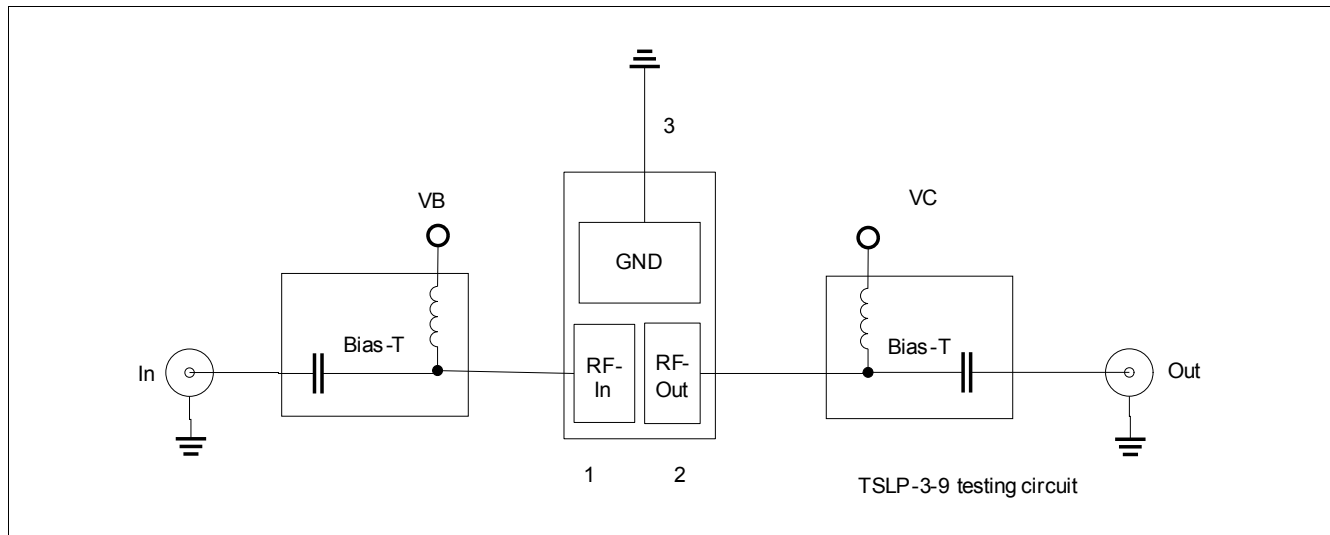 3
VB
VC
GND
Bias-T
Bias-T
In
RF-
In
RF-
Out
Out
1
2
TSLP-3-9 testing circuit